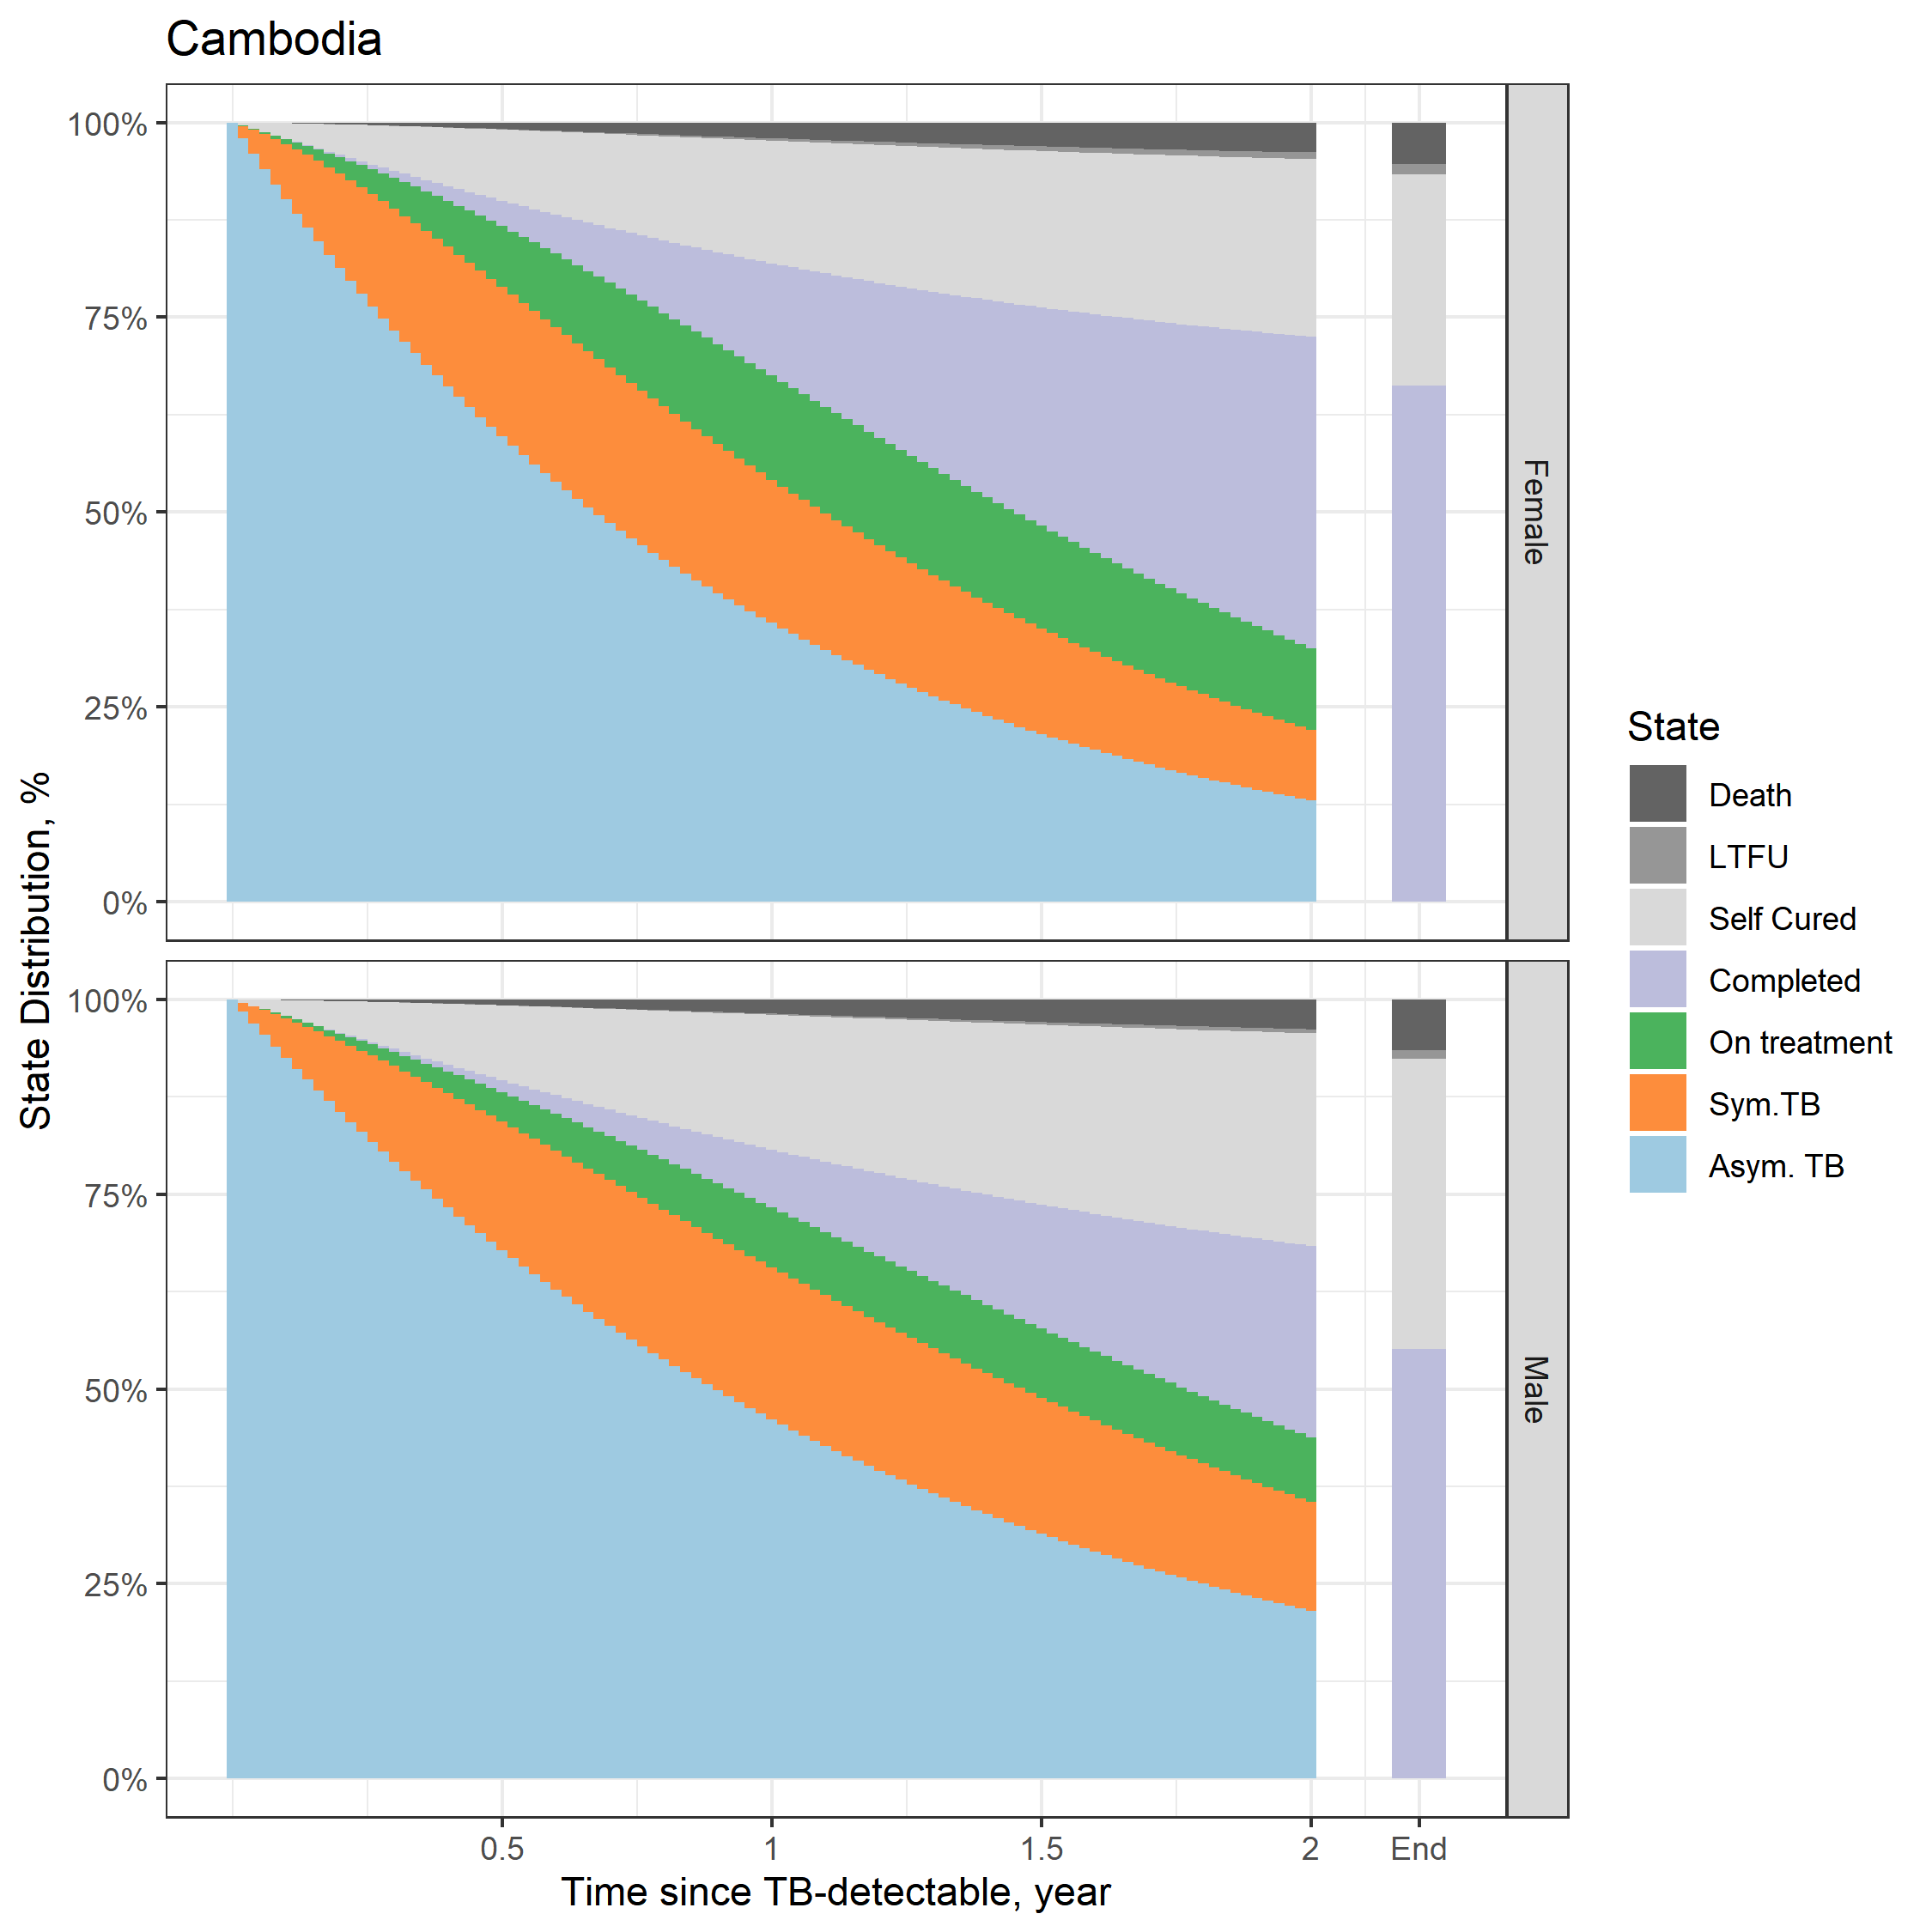 Cambodia
State Distribution, %
100%
75%
50%
25%
0%
Female
100%
75%
50%
25%
0%
Male
0.5
1
1.5
2
End
Time since TB-detectable, year
State
Death
LTFU
Self Cured
Completed
On treatment
Sym.TB
Asym. TB